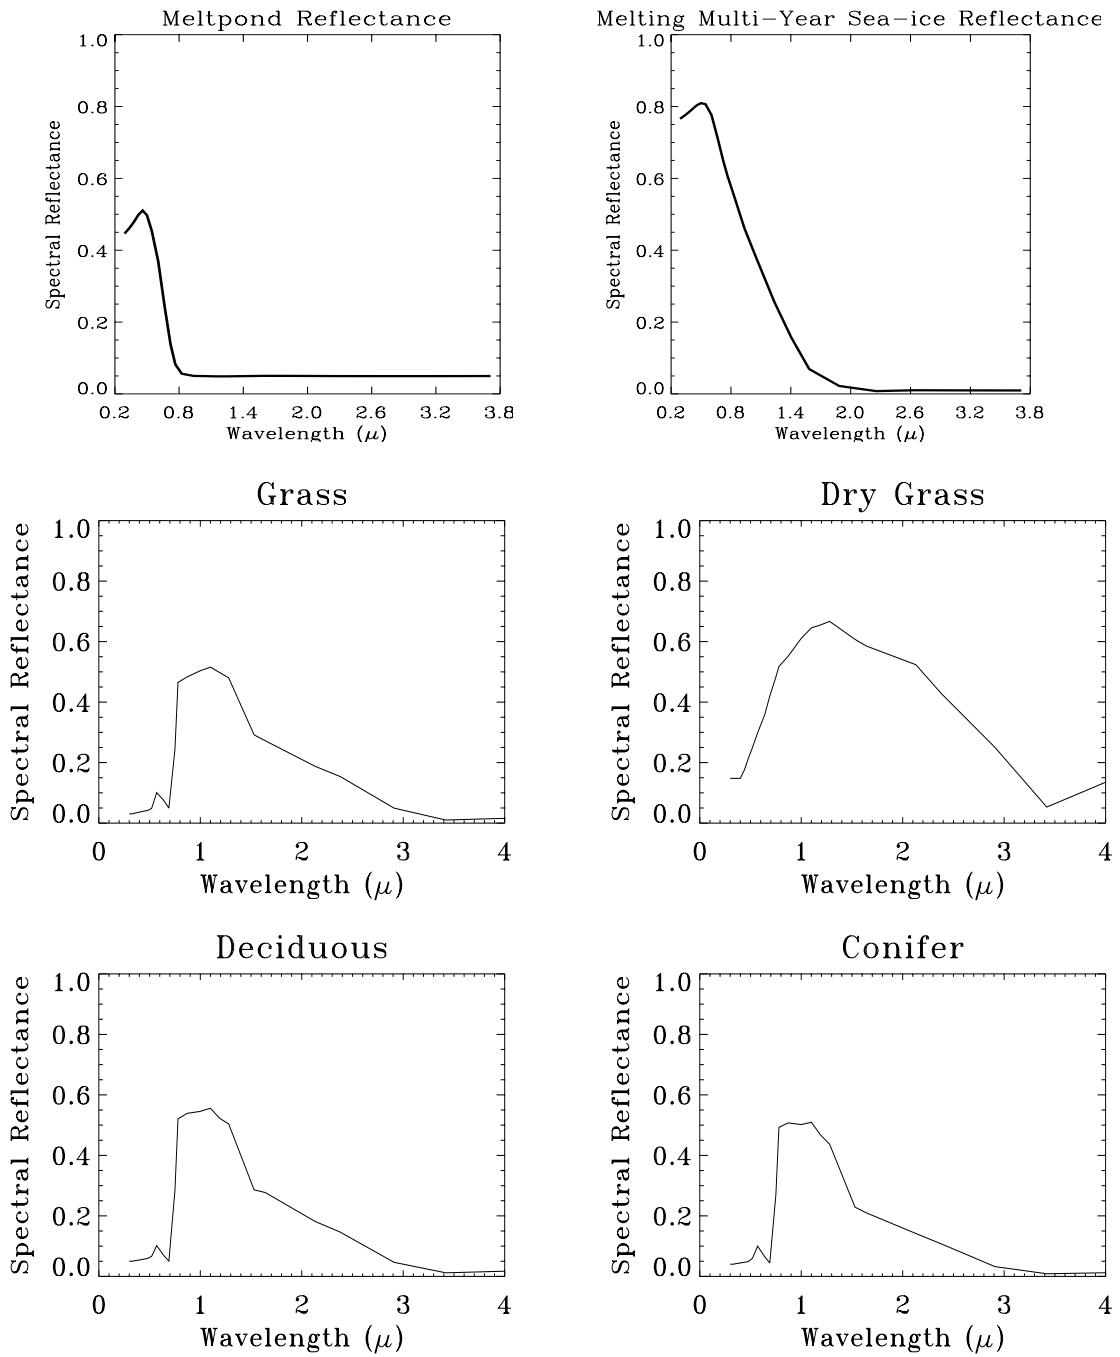 Meltpond Reflectance
1.0
0.8
0.6
0.4
0.2
0.0
Spectral Reflectance
0.2 0.8 1.4 2.0 2.6 3.2 3.8
Wavelength (μ)
Melting Multi-Year Sea-ice Reflectance
1.0
0.8
0.6
0.4
0.2
0.0
Spectral Reflectance
0.2 0.8 1.4 2.0 2.6 3.2 3.8
Wavelength (μ)
Grass
1.0
0.8
0.6
0.4
0.2
0.0
Spectral Reflectance
0 1 2 3 4
Wavelength (μ)
Dry Grass
1.0
0.8
0.6
0.4
0.2
0.0
Spectral Reflectance
0 1 2 3 4
Wavelength (μ)
Deciduous
1.0
0.8
0.6
0.4
0.2
0.0
Spectral Reflectance
0 1 2 3 4
Wavelength (μ)
Conifer
1.0
0.8
0.6
0.4
0.2
0.0
Spectral Reflectance
0 1 2 3 4
Wavelength (μ)